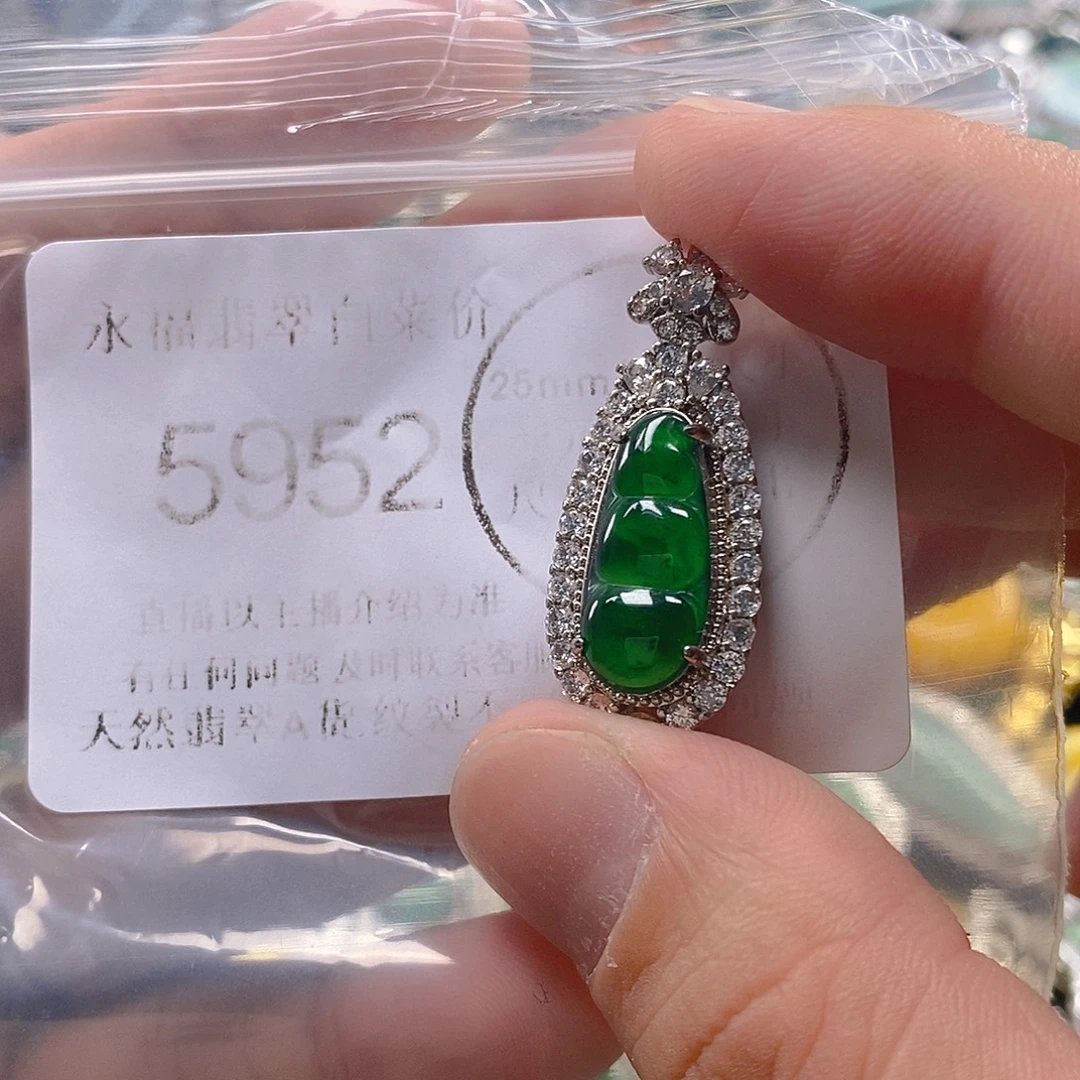 永福翡翠白菜价
25mm
5952
直播以主播介绍为准
有任何问题及时联系客服
天然翡翠A货,纹裂不